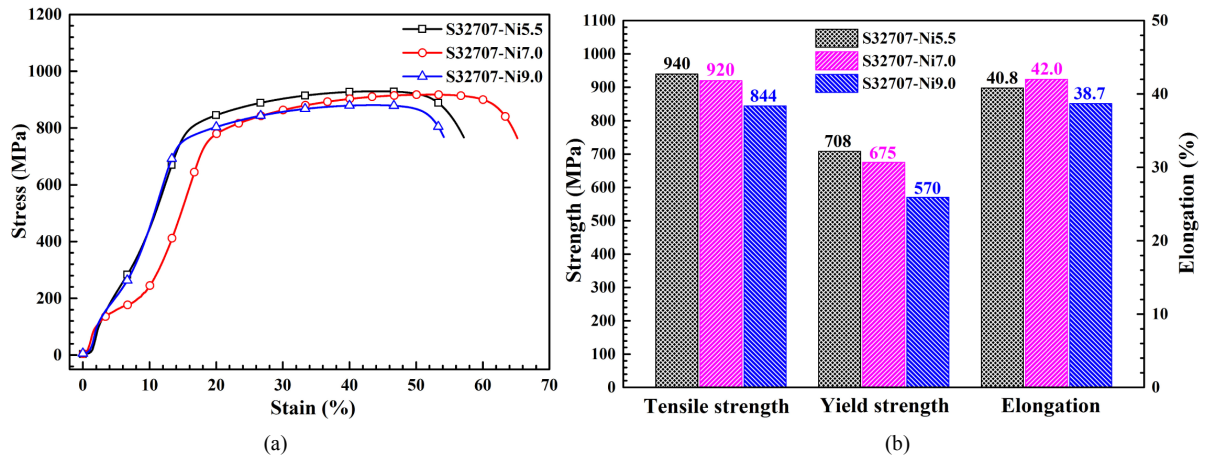 1200
1000
800
600
400
200
0
Stress (MPa)
S32707-Ni5.5
S32707-Ni7.0
S32707-Ni9.0
0 10 20 30 40 50 60 70
Stain (%)
(a)
1100
1000
900
800
700
600
500
400
300
200
100
0
Strength (MPa)
S32707-Ni5.5
S32707-Ni7.0
S32707-Ni9.0
940 920 844
708 675 570
40.8 42.0 38.7
Tensile strength Yield strength Elongation
50
40
30
20
10
0
Elongation (%)
(b)